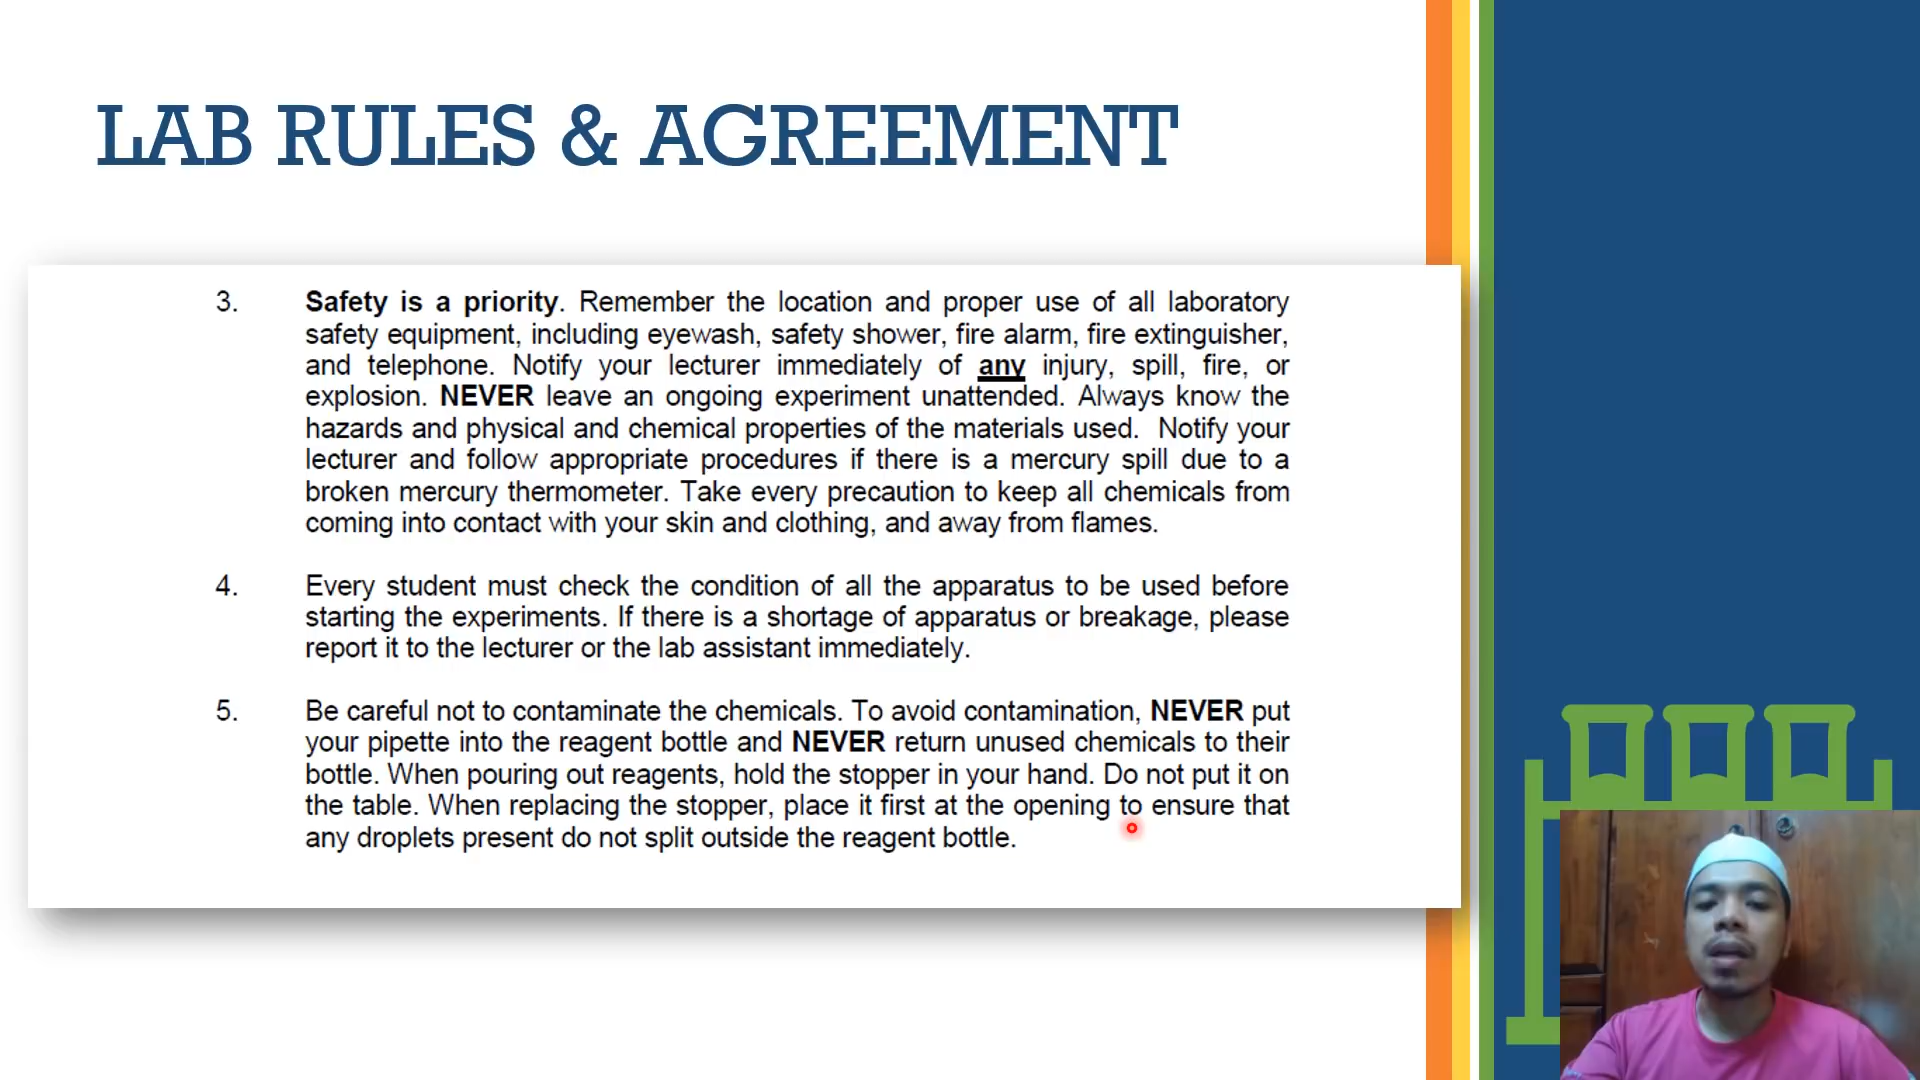 LAB RULES & AGREEMENT
3. Safety is a priority. Remember the location and proper use of all laboratory
safety equipment, including eyewash, safety shower, fire alarm, fire extinguisher,
and telephone. Notify your lecturer immediately of any injury, spill, fire, or
explosion. NEVER leave an ongoing experiment unattended. Always know the
hazards and physical and chemical properties of the materials used. Notify your
lecturer and follow appropriate procedures if there is a mercury spill due to a
broken mercury thermometer. Take every precaution to keep all chemicals from
coming into contact with your skin and clothing, and away from flames.
4. Every student must check the condition of all the apparatus to be used before
starting the experiments. If there is a shortage of apparatus or breakage, please
report it to the lecturer or the lab assistant immediately.
5. Be careful not to contaminate the chemicals. To avoid contamination, NEVER put
your pipette into the reagent bottle and NEVER return unused chemicals to their
bottle. When pouring out reagents, hold the stopper in your hand. Do not put it on
the table. When replacing the stopper, place it first at the opening to ensure that
any droplets present do not split outside the reagent bottle.